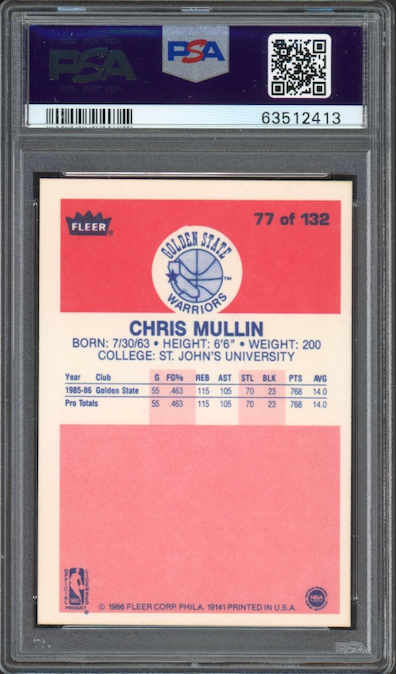 PSA
PSA
63512413
FLEER®
77 of 132
GOLDEN STATE
WARRIORS
TM
CHRIS MULLIN
BORN: 7/30/63 • HEIGHT: 6'6" • WEIGHT: 200
COLLEGE: ST. JOHN'S UNIVERSITY
Year Club G FG% REB AST STL BLK PTS AVG
1985-86 Golden State 55 .463 115 105 70 23 768 14.0
Pro Totals 55 .463 115 105 70 23 768 14.0
NBA
© 1986 FLEER CORP. PHILA. 19141 PRINTED IN U.S.A.